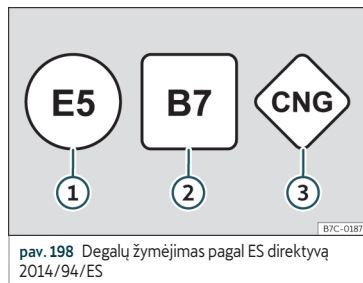 E5 B7 CNG
1 2 3
B7C-0187
pav. 198 Degalų žymėjimas pagal ES direktyvą
2014/94/ES